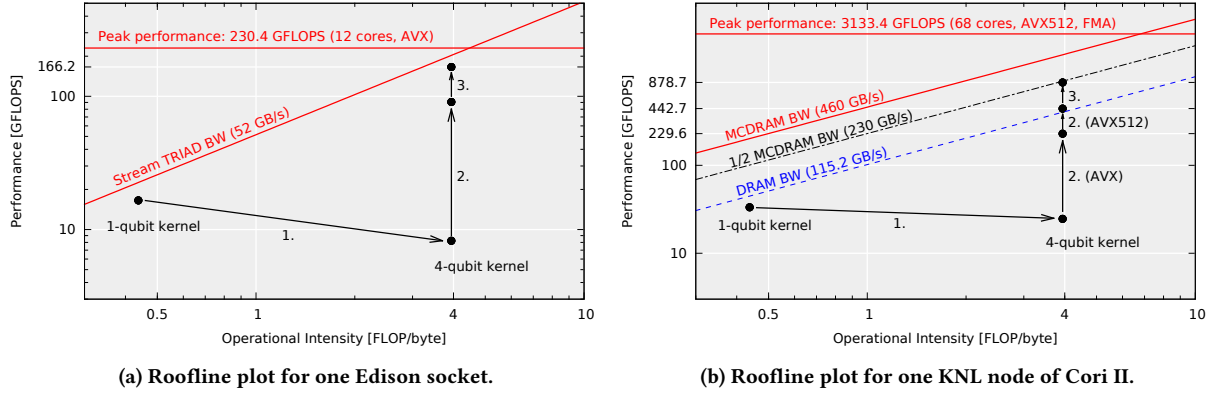 Peak performance: 230.4 GFLOPS (12 cores, AVX)
166.2
100
10
Performance [GFLOPS]
Stream TRIAD BW (52 GB/s)
3.
2.
1-qubit kernel
1.
4-qubit kernel
0.5
1
4
10
Operational Intensity [FLOP/byte]
(a) Roofline plot for one Edison socket.
Peak performance: 3133.4 GFLOPS (68 cores, AVX512, FMA)
878.7
442.7
229.6
100
10
Performance [GFLOPS]
MCDRAM BW (460 GB/s)
1/2 MCDRAM BW (230 GB/s)
DRAM BW (115.2 GB/s)
3.
2. (AVX512)
2. (AVX)
1-qubit kernel
1.
4-qubit kernel
0.5
1
4
10
Operational Intensity [FLOP/byte]
(b) Roofline plot for one KNL node of Cori II.